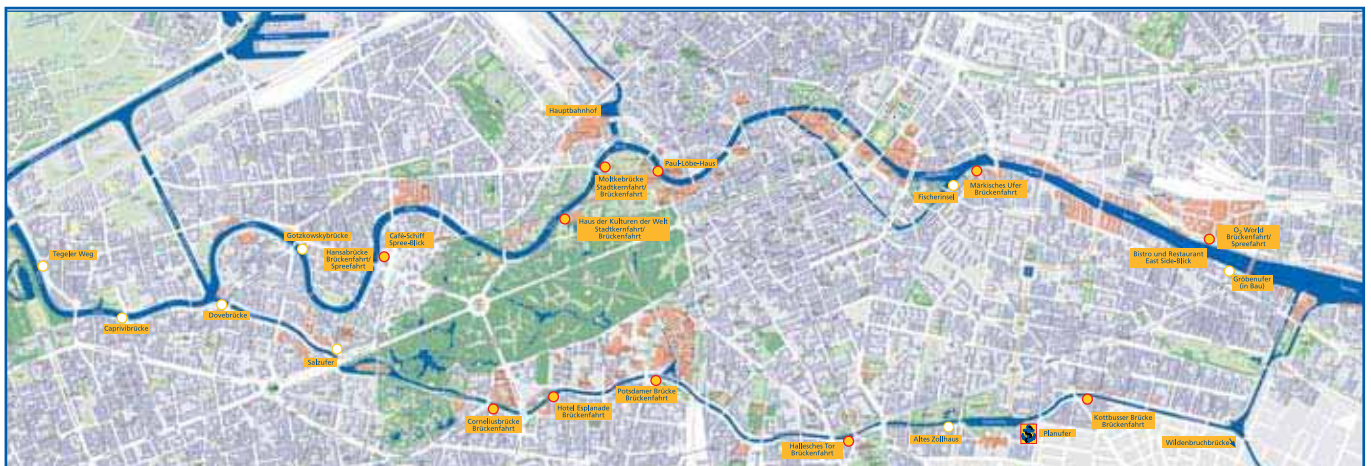 Hauptbahnhof
Moltkebrücke
Stadtkernfahrt/
Brückenfahrt
Paul-Löbe-Haus
Fischerinsel
Märkisches Ufer
Brückenfahrt
Haus der Kulturen der Welt
Stadtkernfahrt/
Brückenfahrt
Gotzkowskybrücke
Café-Schiff
Spree-Blick
Hansabrücke
Brückenfahrt/
Spreefahrt
Tegeler Weg
O₂ World
Brückenfahrt/
Spreefahrt
Bistro und Restaurant
East Side-Blick
Gröbenufer
(in Bau)
Caprivibrücke
Dovebrücke
Salzufer
Corneliusbrücke
Brückenfahrt
Hotel Esplanade
Brückenfahrt
Potsdamer Brücke
Brückenfahrt
Hallesches Tor
Brückenfahrt
Altes Zollhaus
Planufer
Kottbusser Brücke
Brückenfahrt
Wildenbruchbrücke